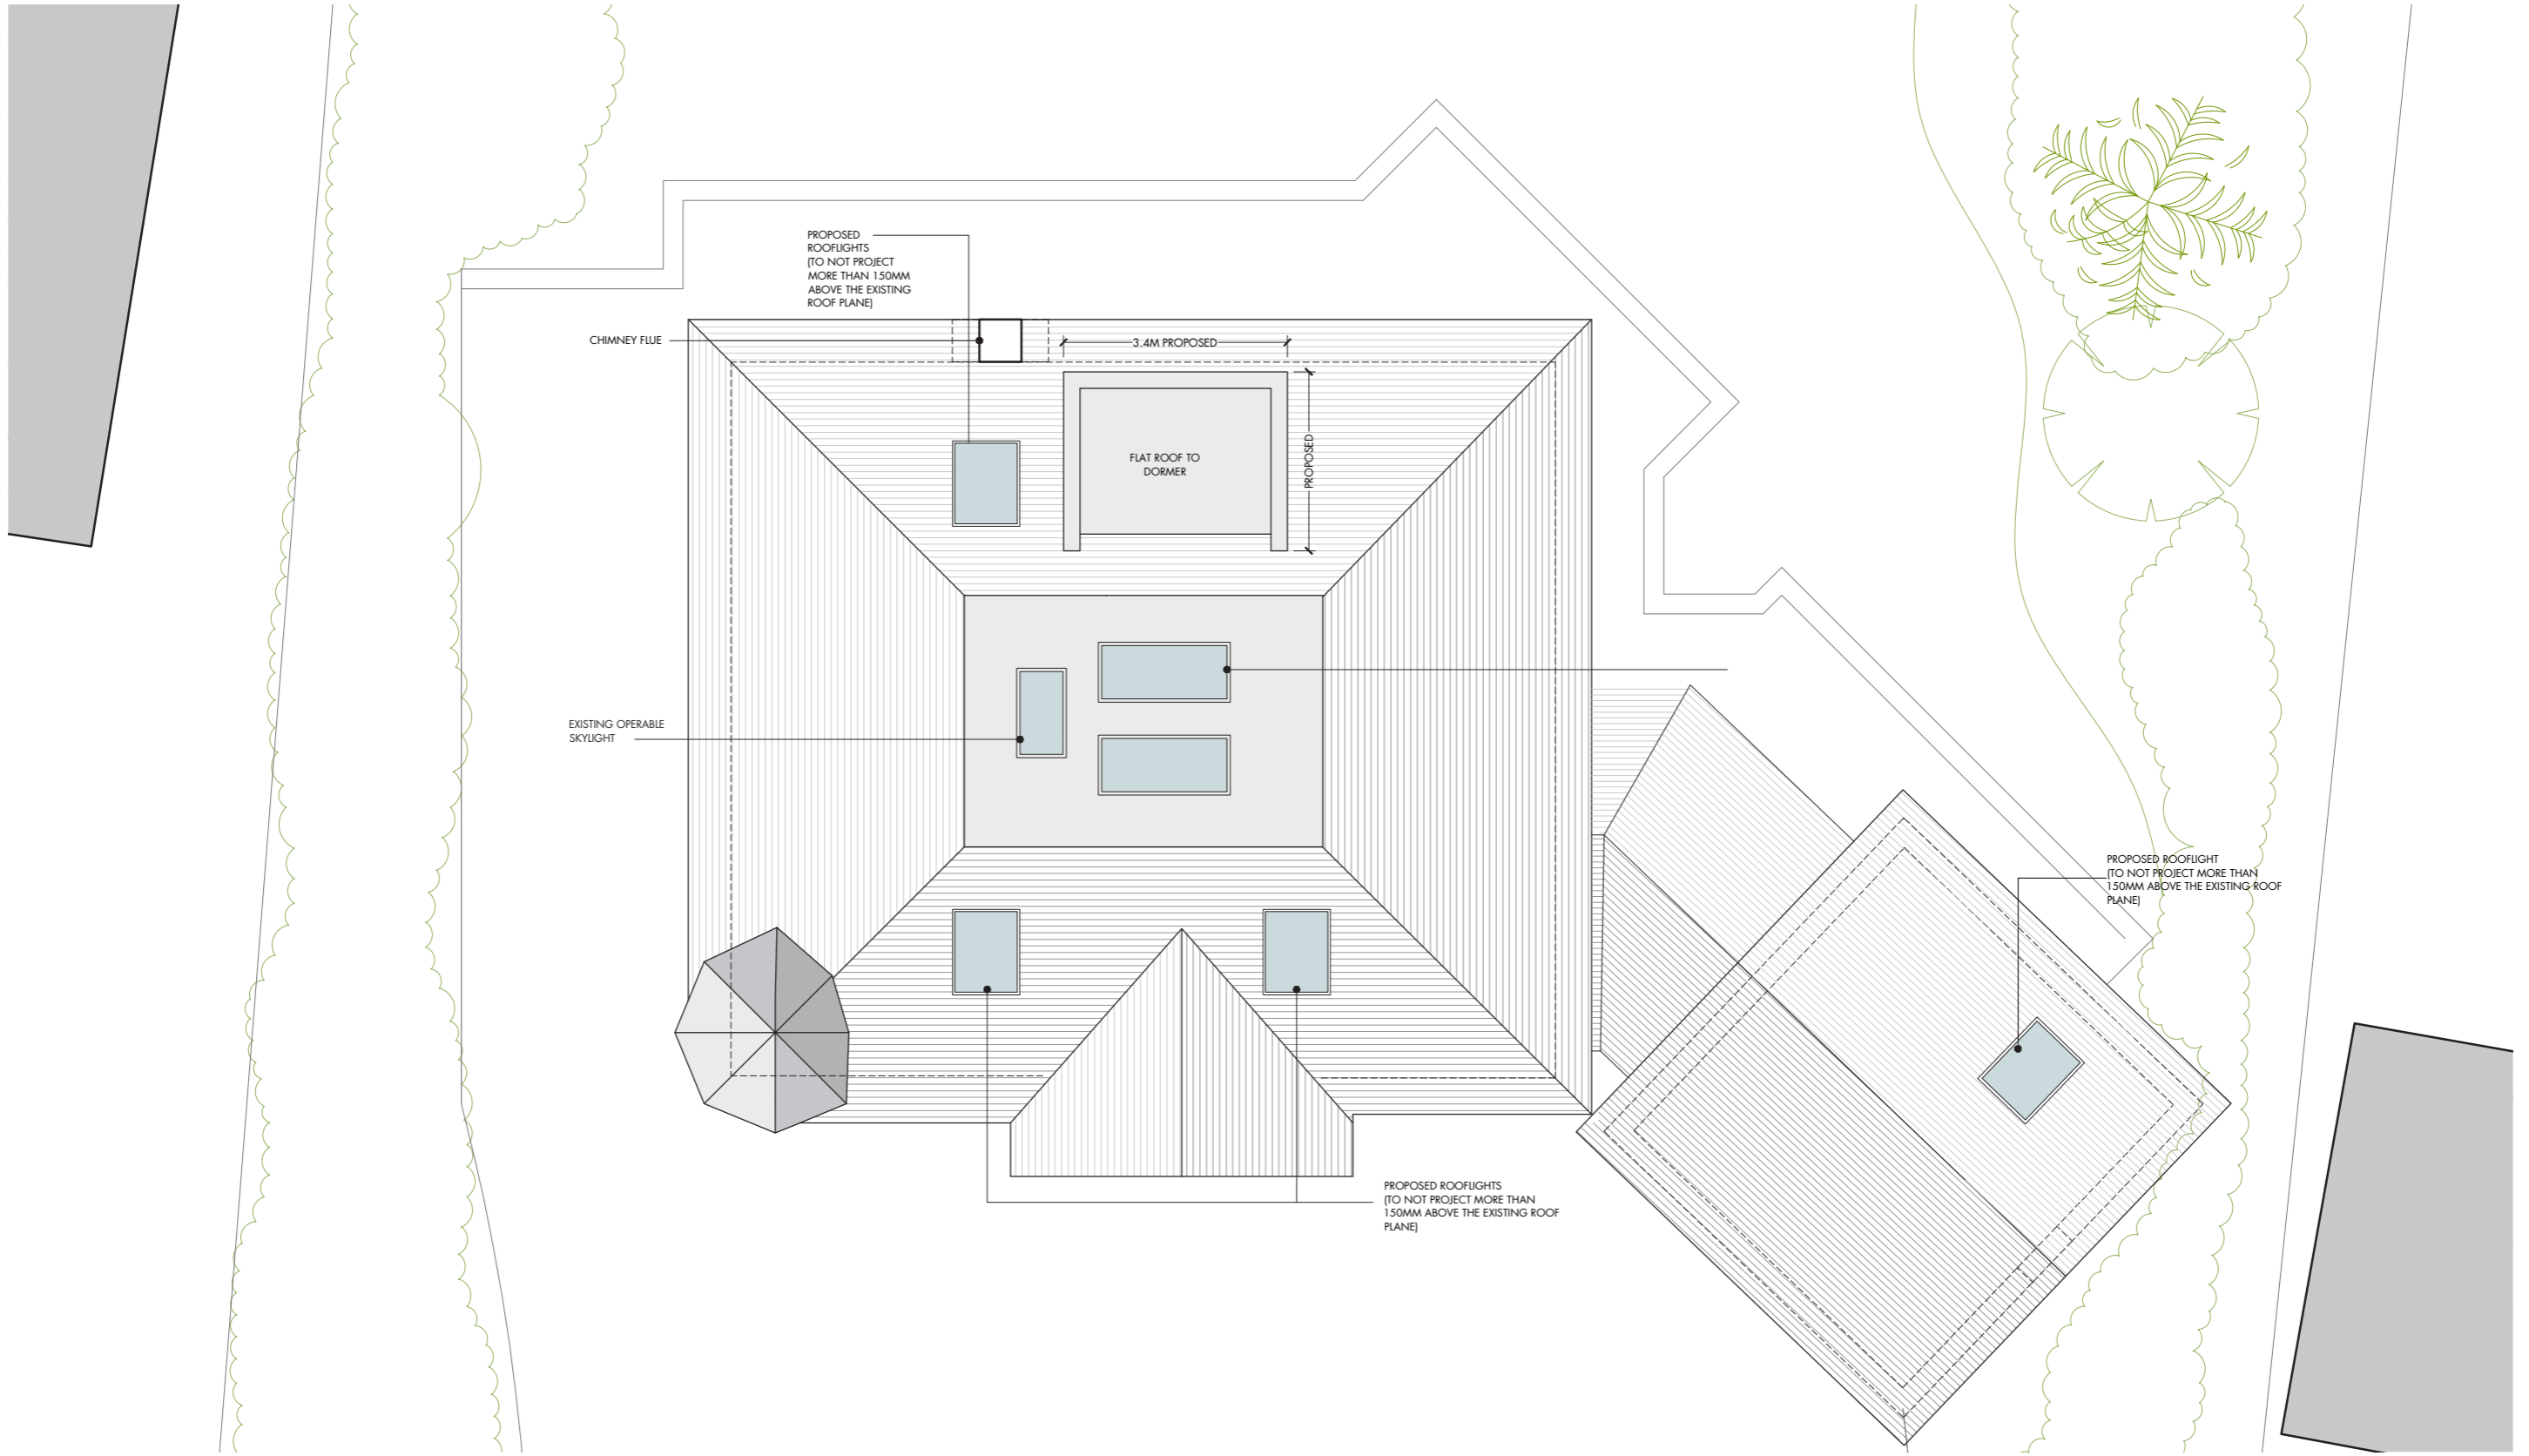 PROPOSED
ROOFLIGHTS
(TO NOT PROJECT
MORE THAN 150MM
ABOVE THE EXISTING
ROOF PLANE)
CHIMNEY FLUE
3.4M PROPOSED
FLAT ROOF TO
DORMER
PROPOSED
EXISTING OPERABLE
SKYLIGHT
PROPOSED ROOFLIGHT
(TO NOT PROJECT MORE THAN
150MM ABOVE THE EXISTING ROOF
PLANE)
PROPOSED ROOFLIGHTS
(TO NOT PROJECT MORE THAN
150MM ABOVE THE EXISTING ROOF
PLANE)